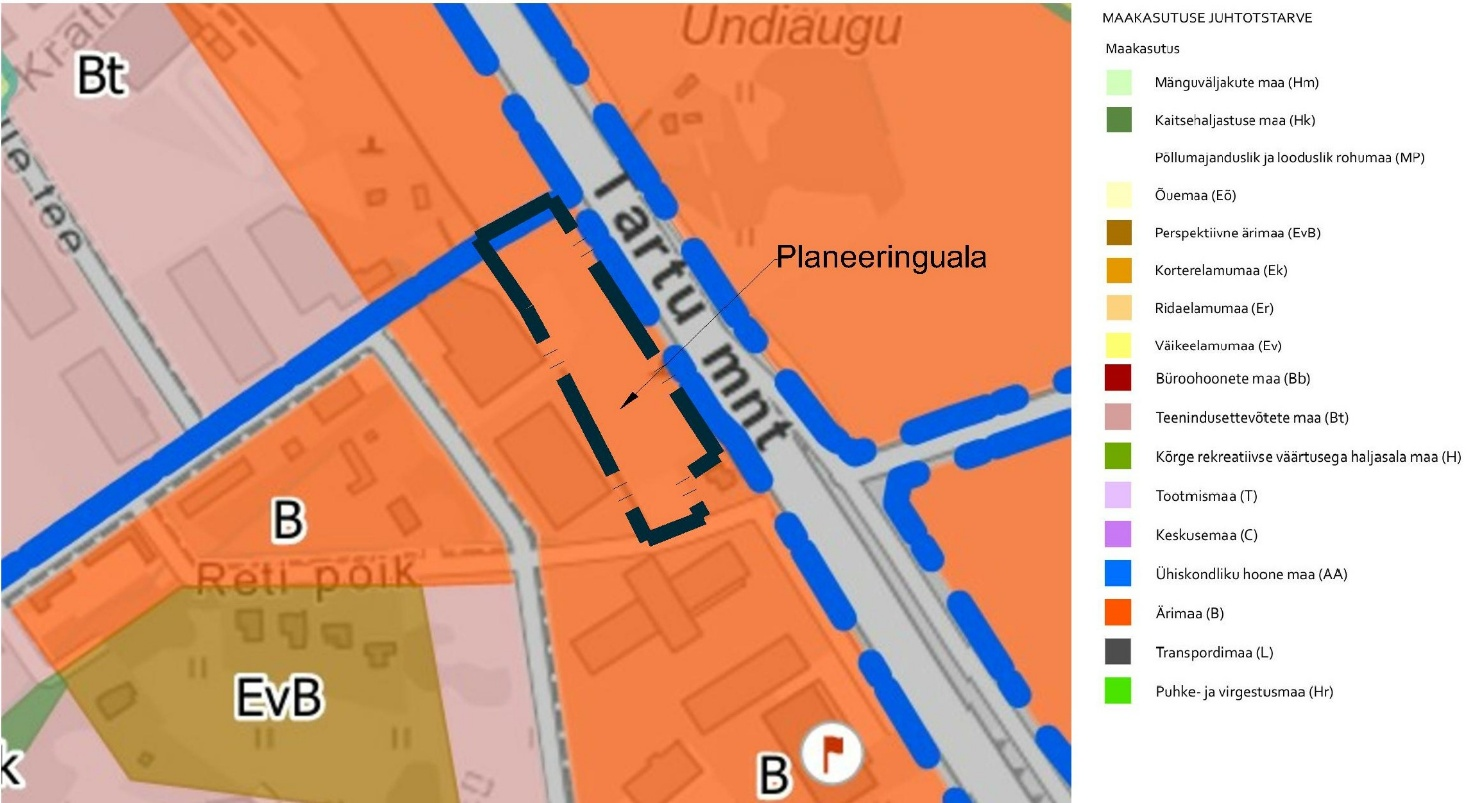 Undiäugu
Bt
Tartu mnt
Planeeringuala
B
Reti põik
EvB
B
k
MAAKASUTUSE JUHTOTSTARVE
Maakasutus
Mänguväljakute maa (Hm)
Kaitsehaljastuse maa (Hk)
Põllumajanduslik ja looduslik rohumaa (MP)
Õuemaa (Eõ)
Perspektiivne ärimaa (EvB)
Korterelamumaa (Ek)
Ridaelamumaa (Er)
Väikeelamumaa (Ev)
Büroohoonete maa (Bb)
Teenindusettevõtete maa (Bt)
Kõrge rekreatiivse väärtusega haljasala maa (H)
Tootmismaa (T)
Keskusemaa (C)
Ühiskondliku hoone maa (AA)
Ärimaa (B)
Transpordimaa (L)
Puhke- ja virgestusmaa (Hr)